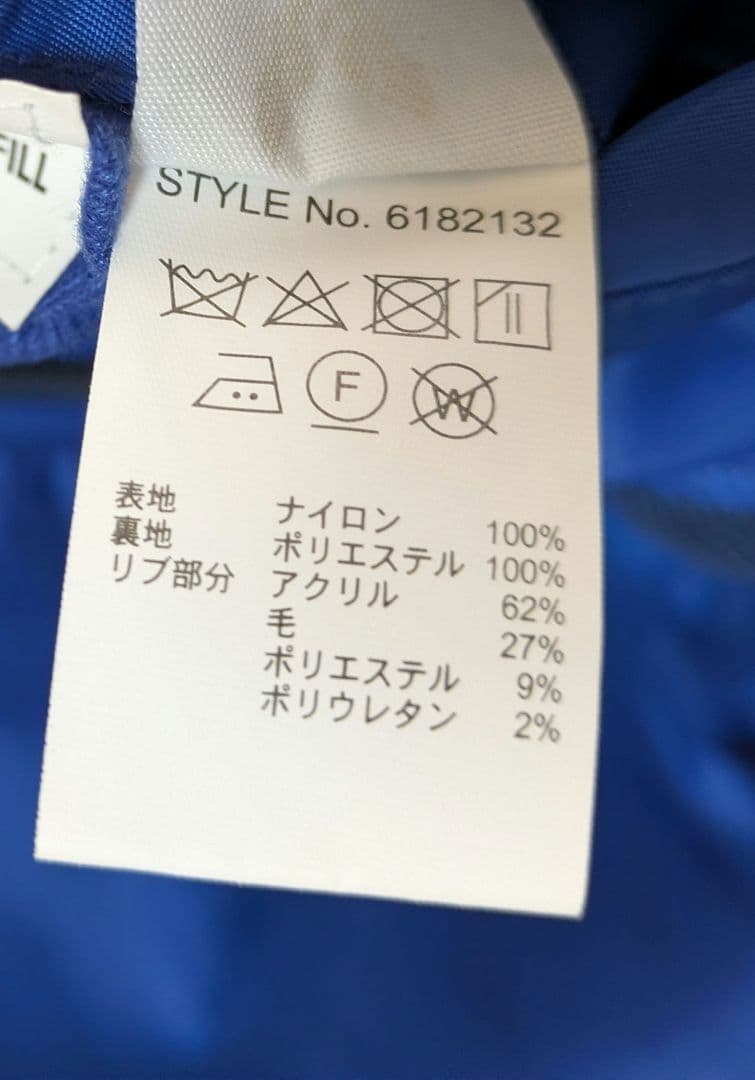 FILL
STYLE No. 6182132
F W
表地 ナイロン 100%
裏地 ポリエステル 100%
リブ部分 アクリル 62%
毛 27%
ポリエステル 9%
ポリウレタン 2%